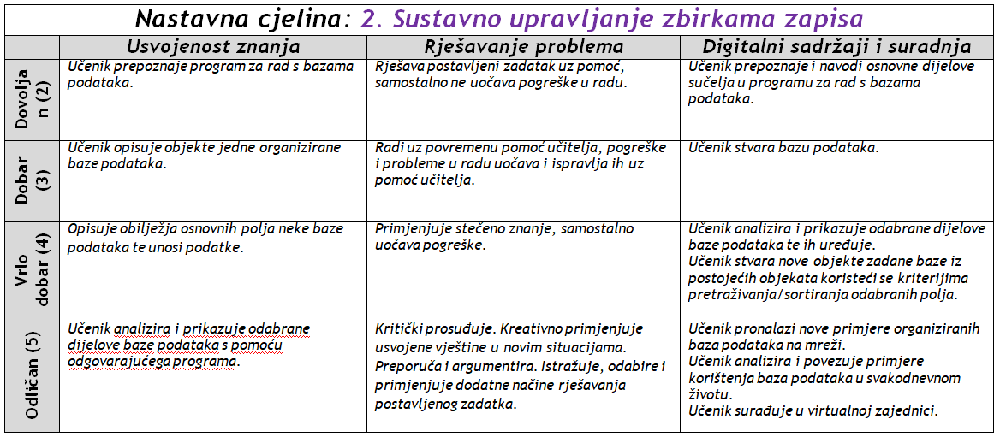 Nastavna cjelina: 2. Sustavno upravljanje zbirkama zapisa
Usvojenost znanja
Rješavanje problema
Digitalni sadržaji i suradnja
Dovolja
n (2)
Učenik prepoznaje program za rad s bazama
podataka.
Rješava postavljeni zadatak uz pomoć,
samostalno ne uočava pogreške u radu.
Učenik prepoznaje i navodi osnovne dijelove
sučelja u programu za rad s bazama
podataka.
Dobar
(3)
Učenik opisuje objekte jedne organizirane
baze podataka.
Radi uz povremenu pomoć učitelja, pogreške
i probleme u radu uočava i ispravlja ih uz
pomoć učitelja.
Učenik stvara bazu podataka.
Vrlo
dobar (4)
Opisuje obilježja osnovnih polja neke baze
podataka te unosi podatke.
Primjenjuje stečeno znanje, samostalno
uočava pogreške.
Učenik analizira i prikazuje odabrane dijelove
baze podataka te ih uređuje.
Učenik stvara nove objekte zadane baze iz
postojećih objekata koristeći se kriterijima
pretraživanja/sortiranja odabranih polja.
Odličan (5)
Učenik analizira i prikazuje odabrane
dijelove baze podataka s pomoću
odgovarajućega programa.
Kritički prosuđuje. Kreativno primjenjuje
usvojene vještine u novim situacijama.
Preporuča i argumentira. Istražuje, odabire i
primjenjuje dodatne načine rješavanja
postavljenog zadatka.
Učenik pronalazi nove primjere organiziranih
baza podataka na mreži.
Učenik analizira i povezuje primjere
korištenja baza podataka u svakodnevnom
životu.
Učenik surađuje u virtualnoj zajednici.